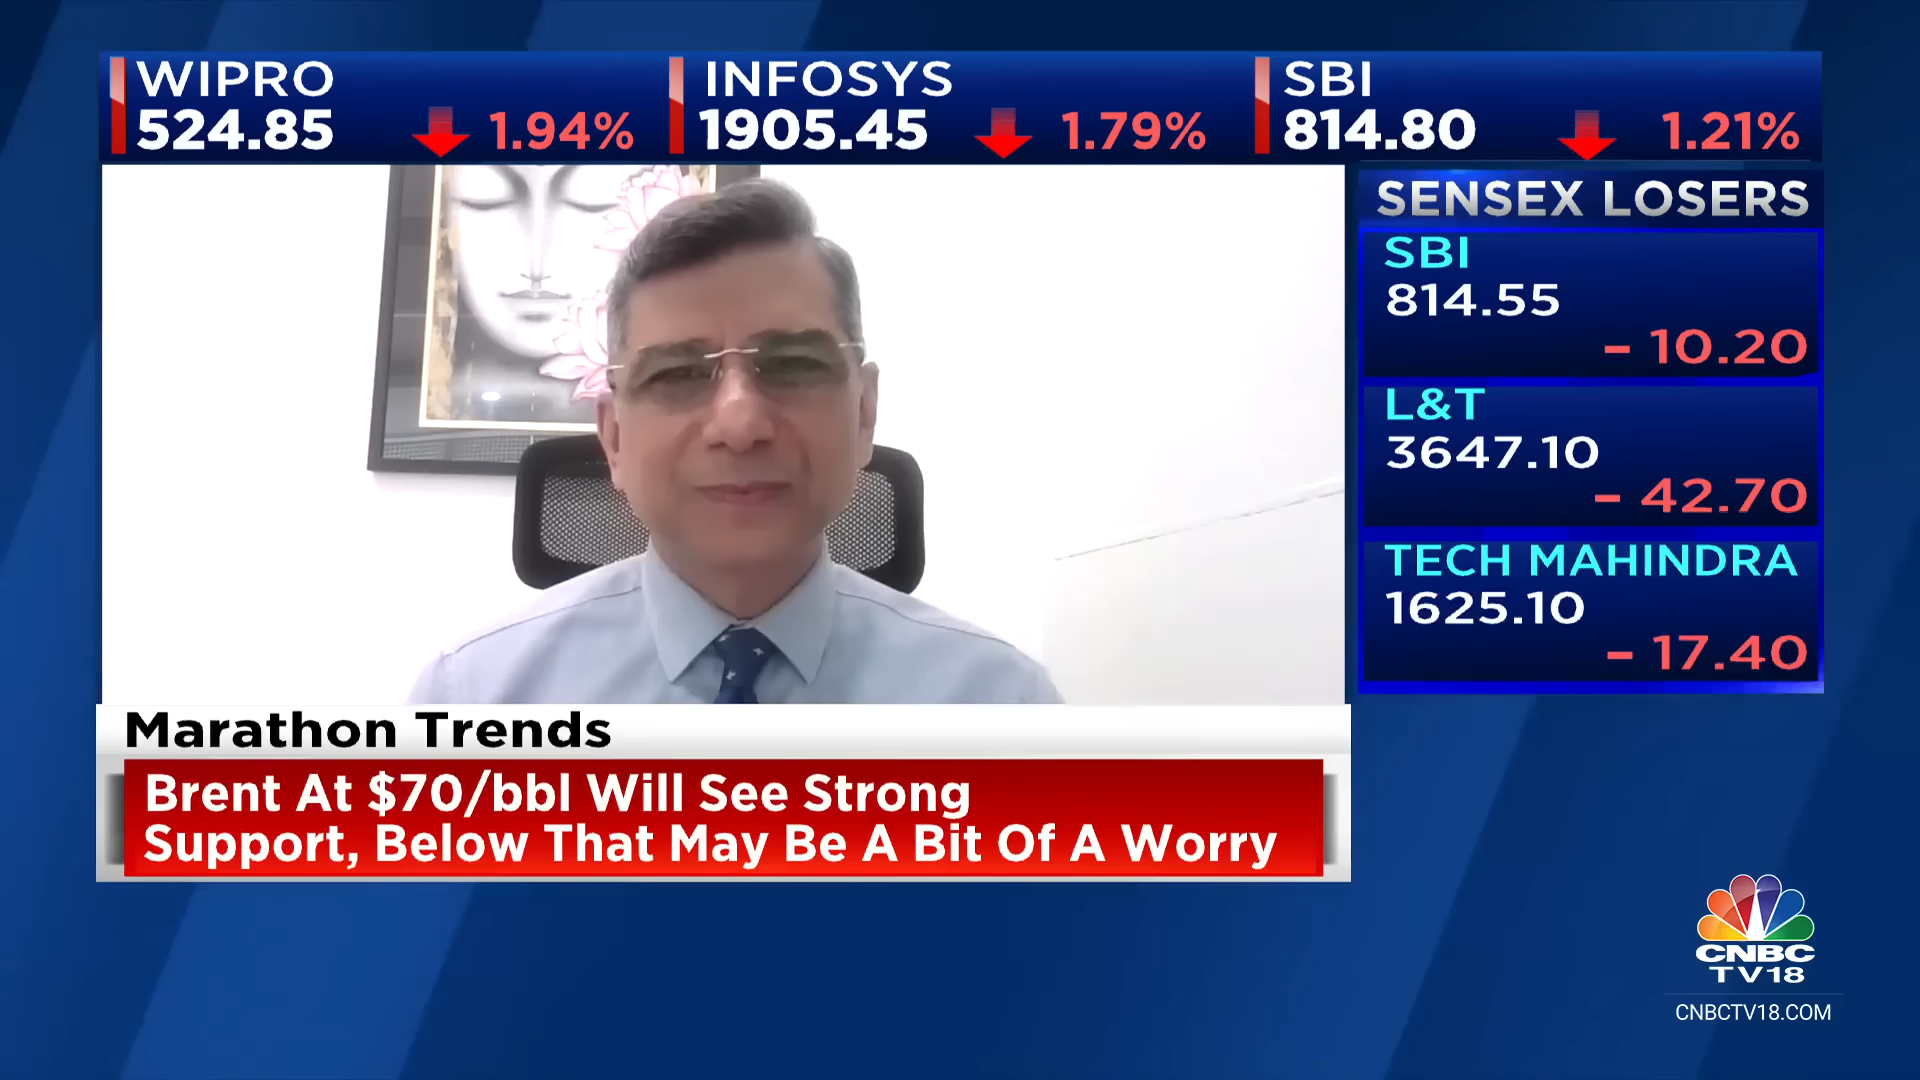 WIPRO
524.85 1.94%
INFOSYS
1905.45 1.79%
SBI
814.80 1.21%
SENSEX LOSERS
SBI
814.55
- 10.20
L&T
3647.10
- 42.70
TECH MAHINDRA
1625.10
- 17.40
Marathon Trends
Brent At $70/bbl Will See Strong
Support, Below That May Be A Bit Of A Worry
CNBC
TV18
CNBCTV18.COM